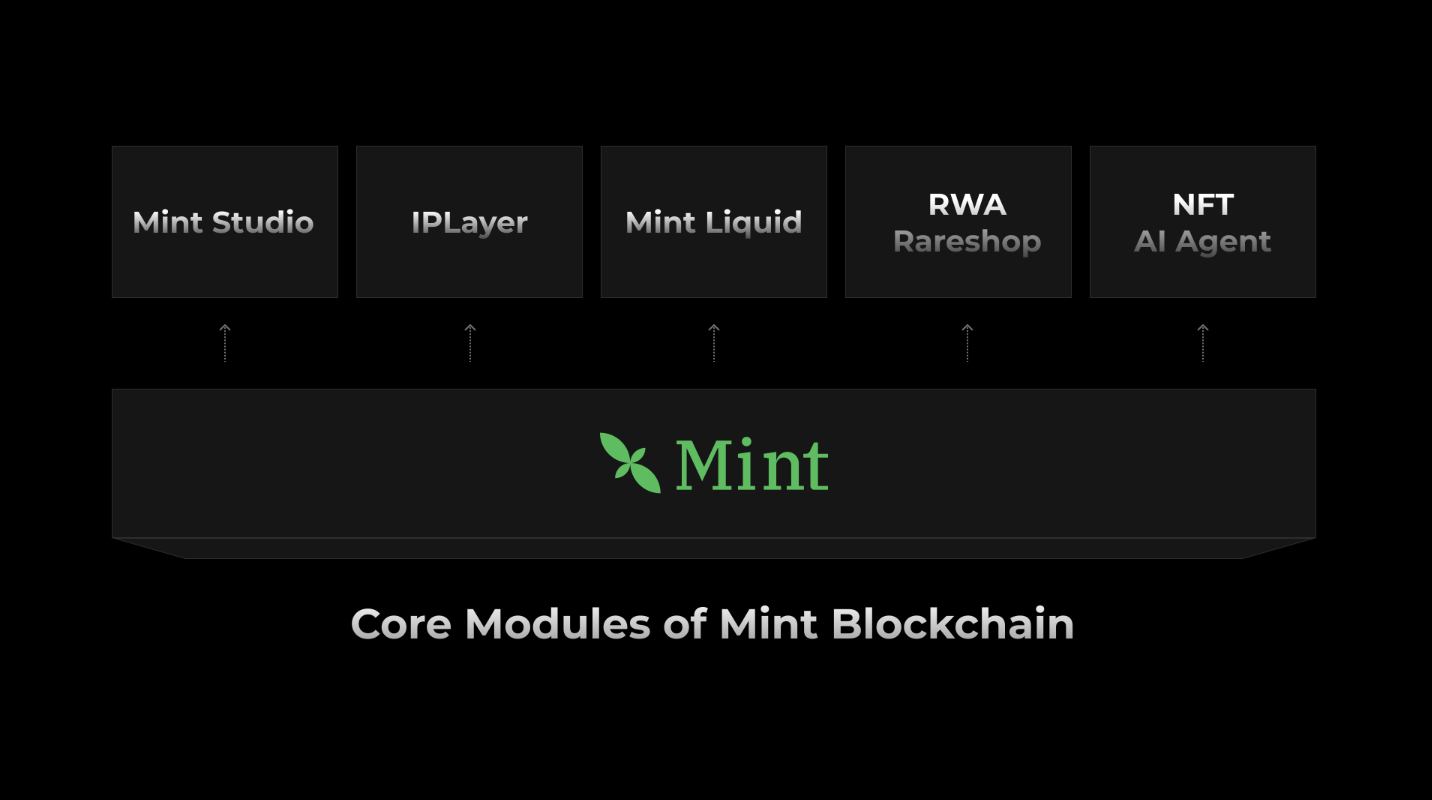 Mint Studio
IPLayer
Mint Liquid
RWA
Rareshop
NFT
AI Agent
Mint
Core Modules of Mint Blockchain